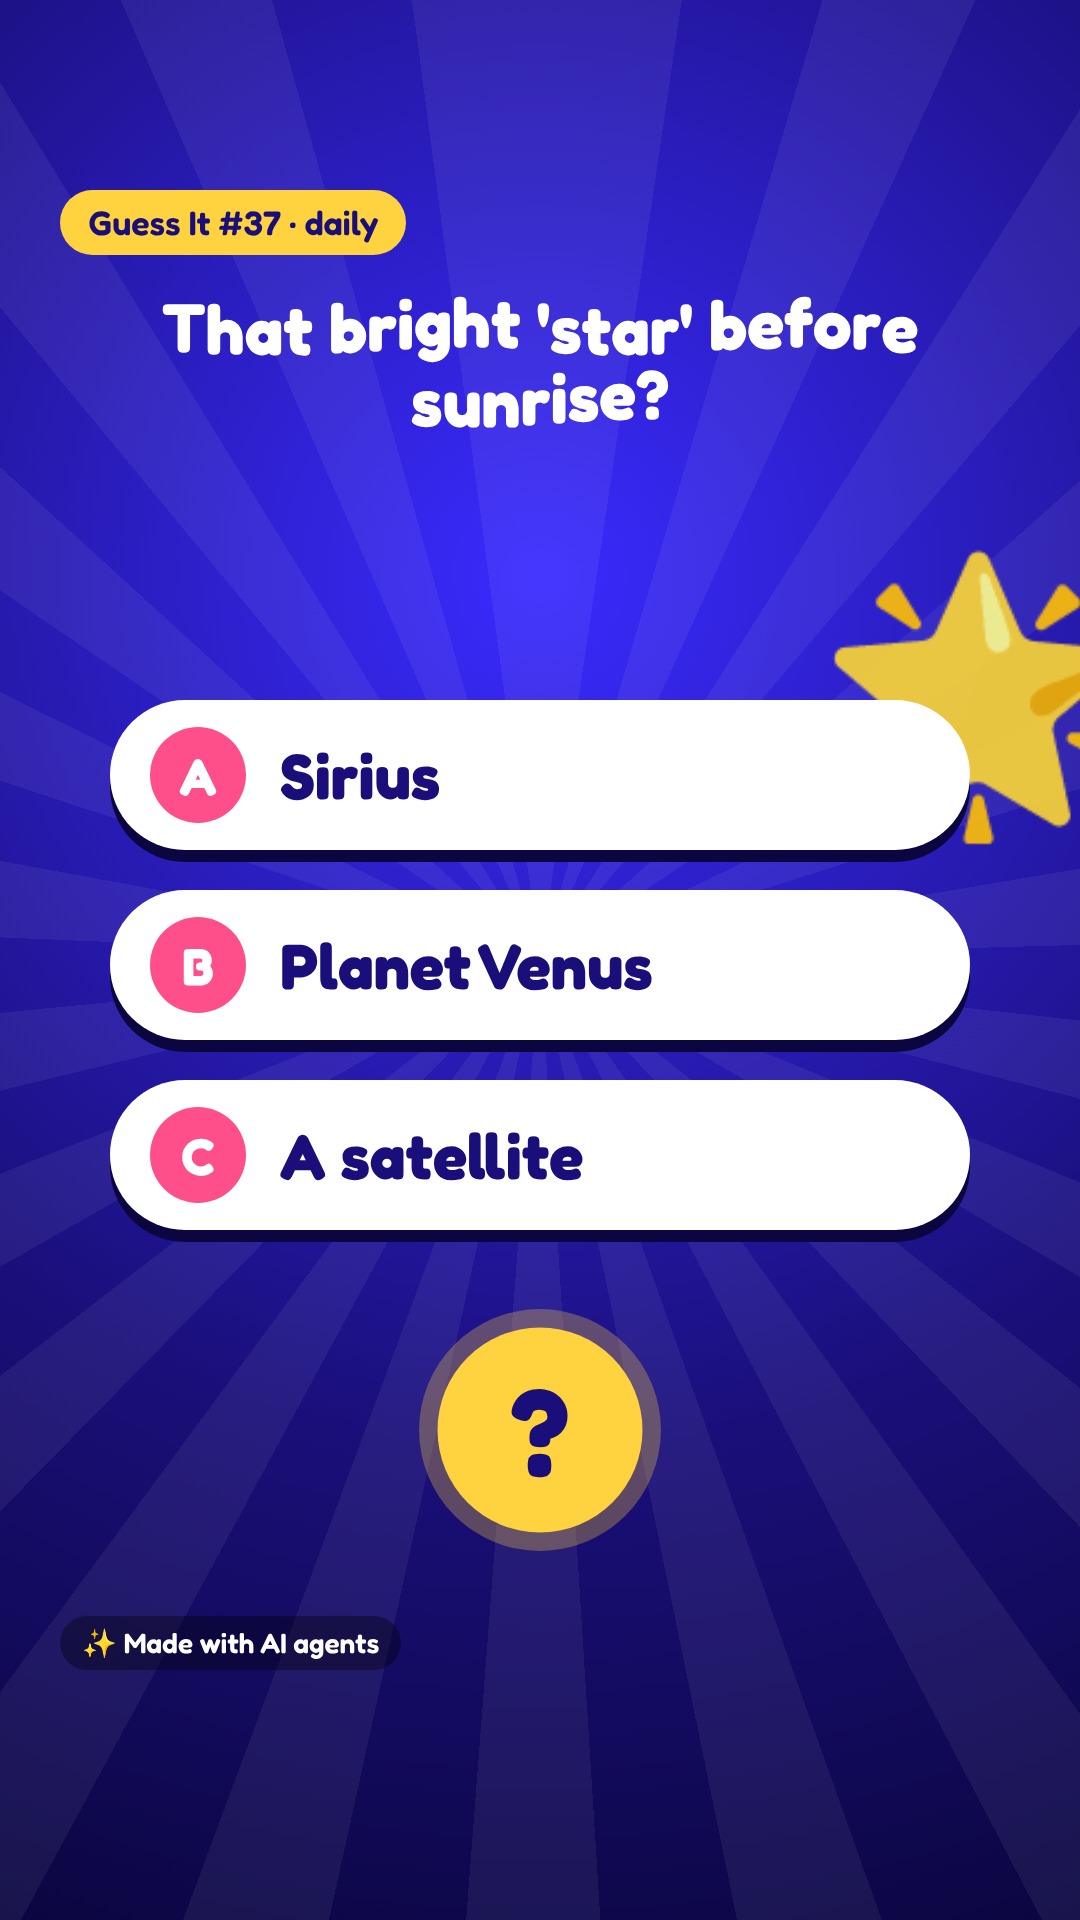 Guess It #37 · daily
That bright 'star' before
sunrise?
A Sirius
B Planet Venus
C A satellite
?
✨ Made with AI agents